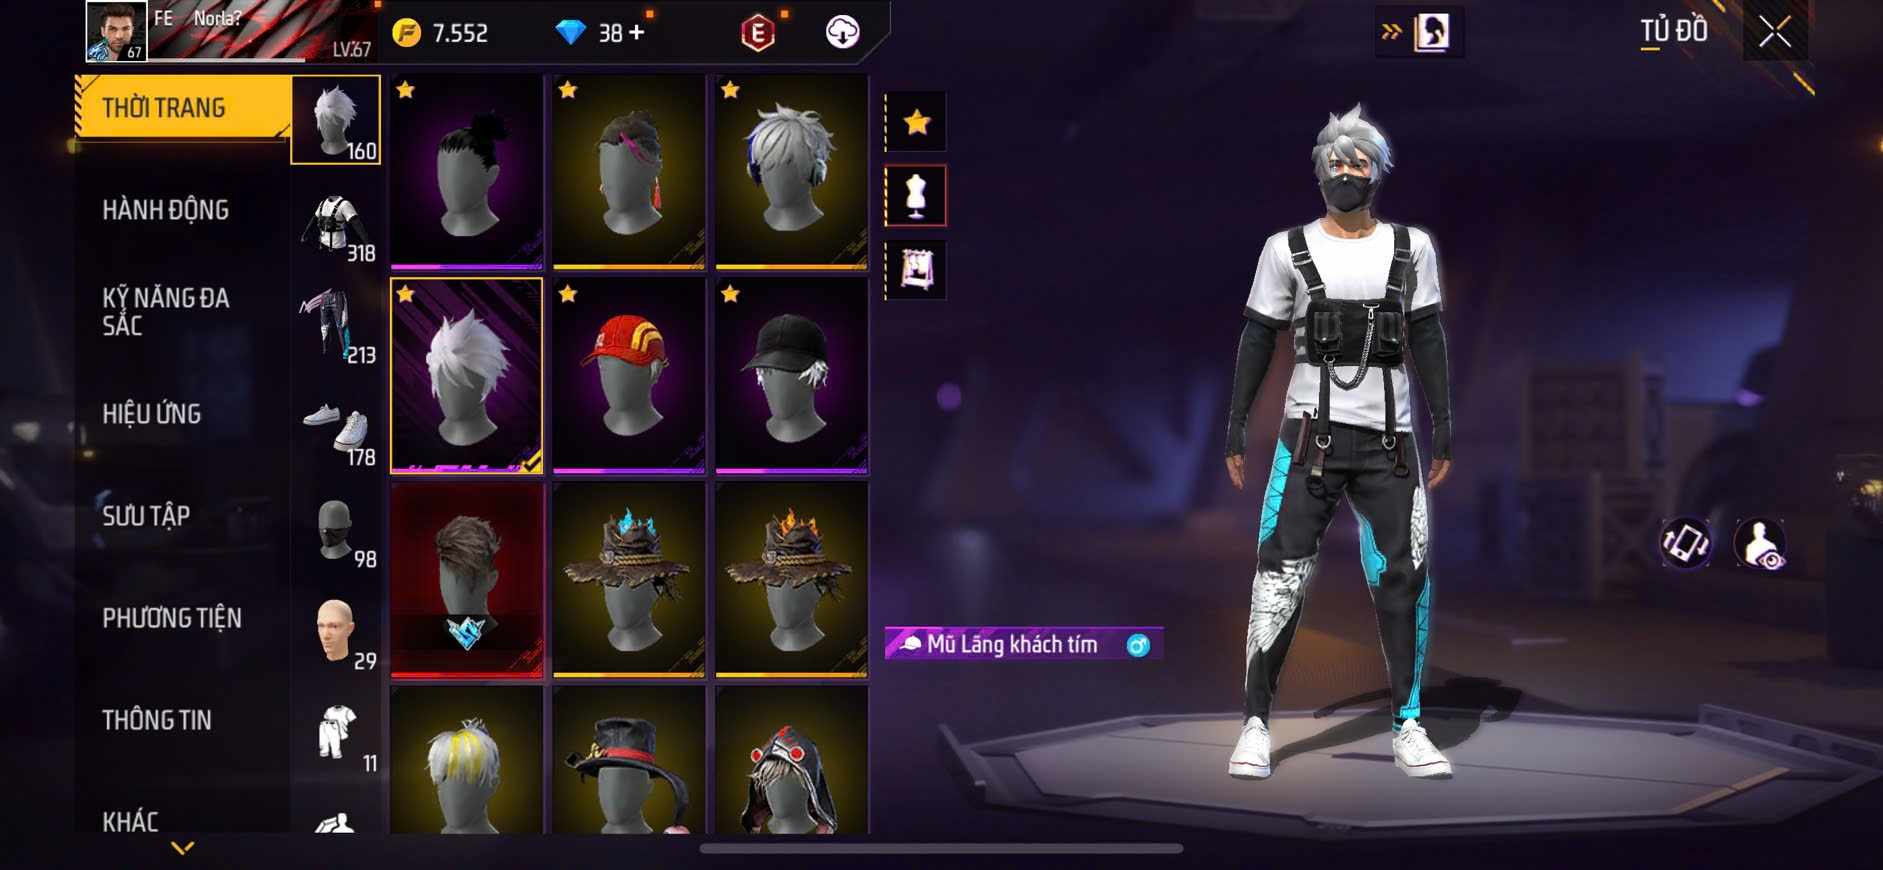 FE Norla?
67
LV.67
7.552
38 +
E
TỦ ĐỒ
THỜI TRANG
160
HÀNH ĐỘNG
318
KỸ NĂNG ĐA
SẮC
213
HIỆU ỨNG
178
SƯU TẬP
98
PHƯƠNG TIỆN
29
THÔNG TIN
11
KHÁC
Mũ Lãng khách tím